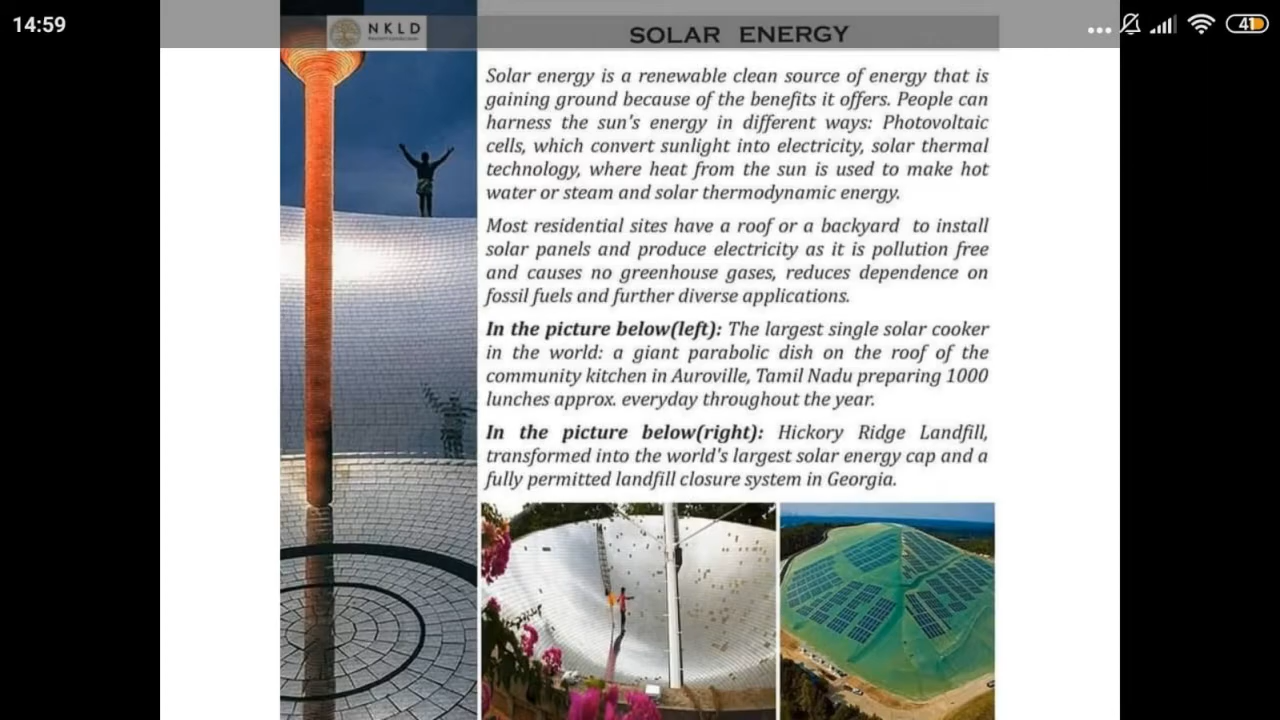 14:59
41
NKLD
SOLAR ENERGY
Solar energy is a renewable clean source of energy that is
gaining ground because of the benefits it offers. People can
harness the sun's energy in different ways: Photovoltaic
cells, which convert sunlight into electricity, solar thermal
technology, where heat from the sun is used to make hot
water or steam and solar thermodynamic energy.
Most residential sites have a roof or a backyard to install
solar panels and produce electricity as it is pollution free
and causes no greenhouse gases, reduces dependence on
fossil fuels and further diverse applications.
In the picture below(left): The largest single solar cooker
in the world: a giant parabolic dish on the roof of the
community kitchen in Auroville, Tamil Nadu preparing 1000
lunches approx. everyday throughout the year.
In the picture below(right): Hickory Ridge Landfill,
transformed into the world's largest solar energy cap and a
fully permitted landfill closure system in Georgia.